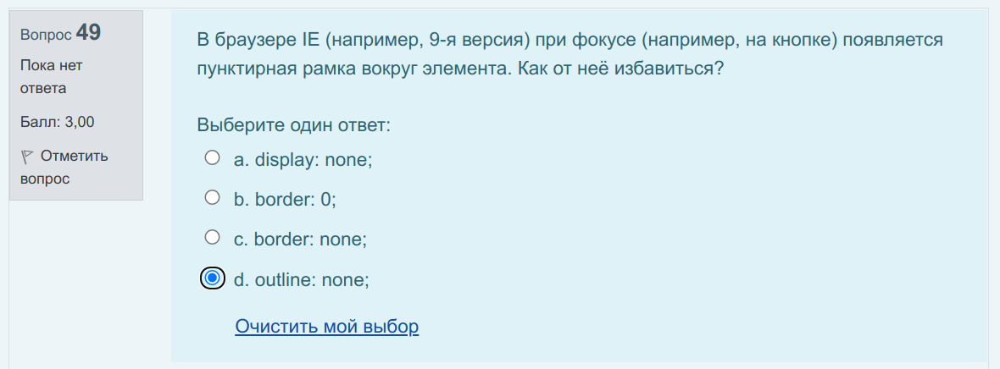 Вопрос 49
Пока нет
ответа
Балл: 3,00
Отметить
вопрос
В браузере IE (например, 9-я версия) при фокусе (например, на кнопке) появляется
пунктирная рамка вокруг элемента. Как от неё избавиться?
Выберите один ответ:
a. display: none;
b. border: 0;
c. border: none;
d. outline: none;
Очистить мой выбор